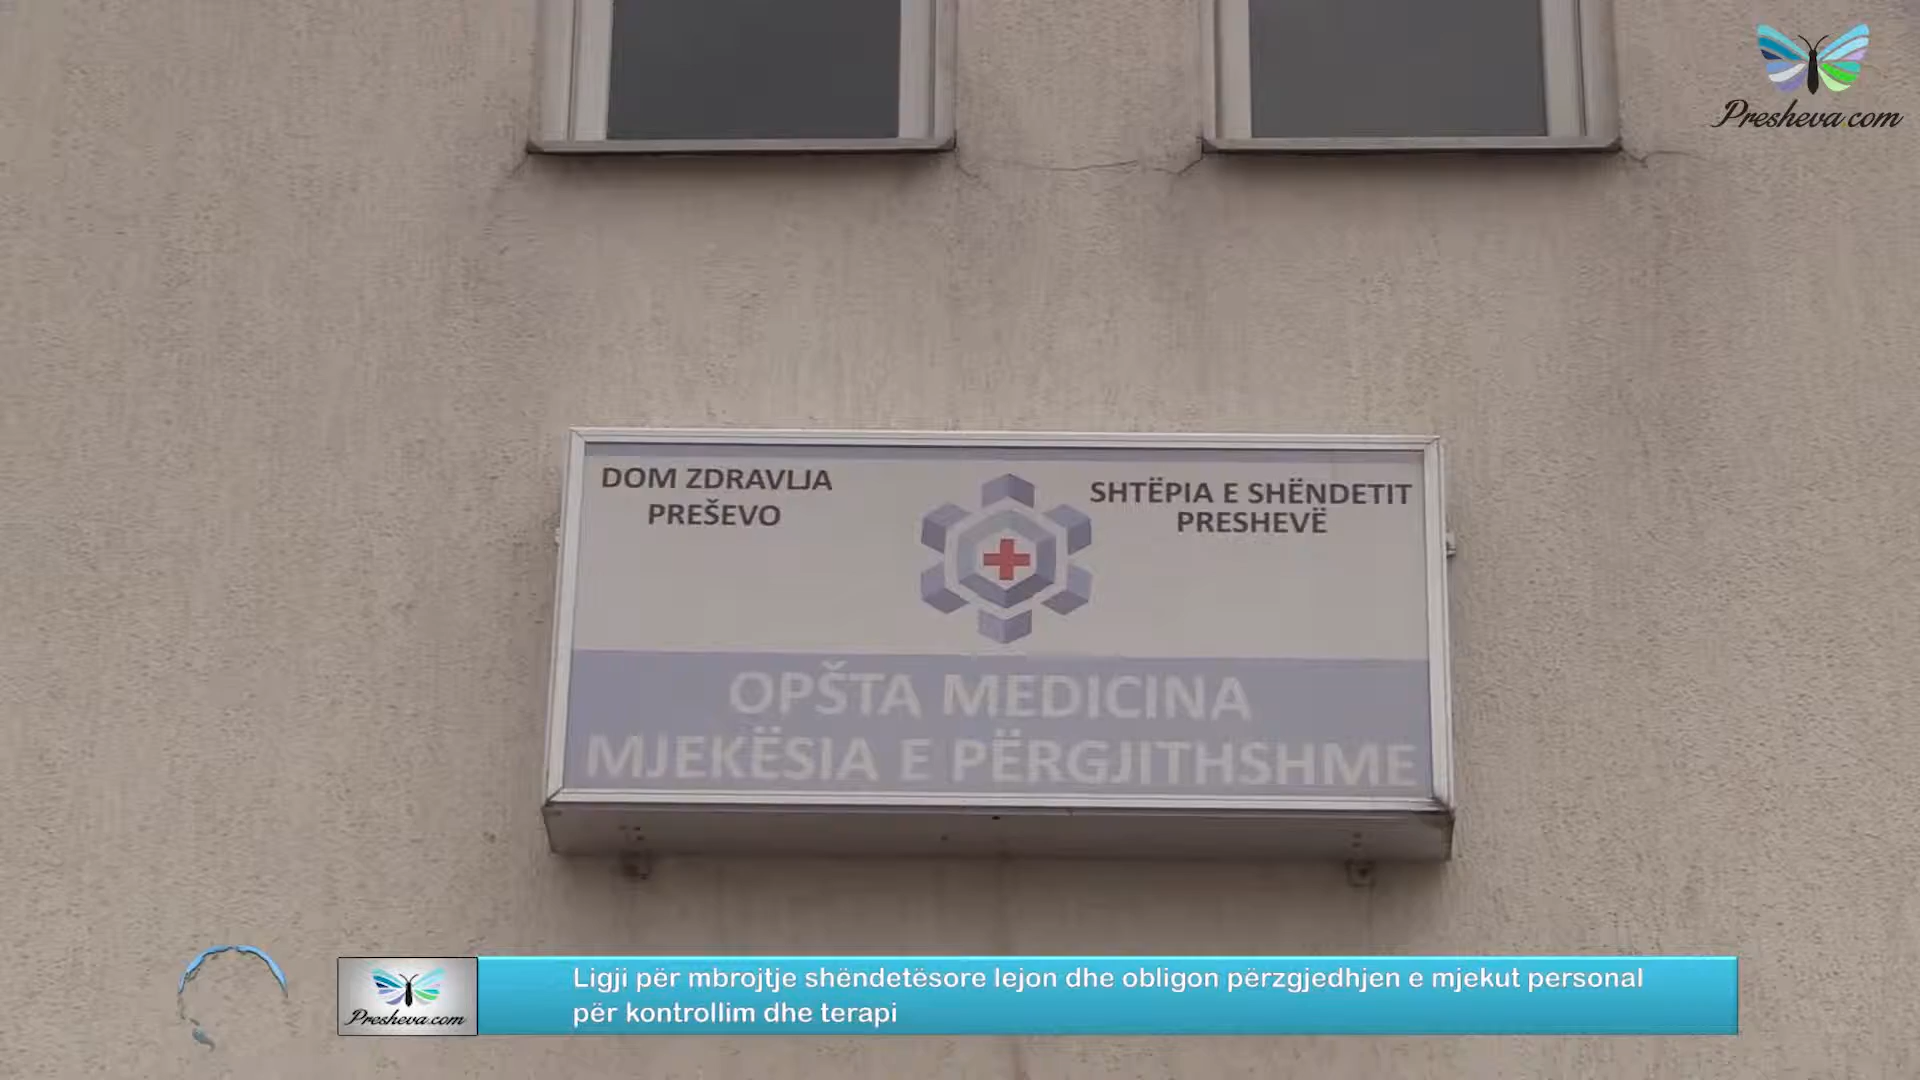 Presheva.com
DOM ZDRAVLJA
PREŠEVO
SHTËPIA E SHËNDETIT
PRESHEVË
OPŠTA MEDICINA
MJEKËSIA E PËRGJITHSHME
Presheva.com
Ligji për mbrojtje shëndetësore lejon dhe obligon përzgjedhjen e mjekut personal
për kontrollim dhe terapi